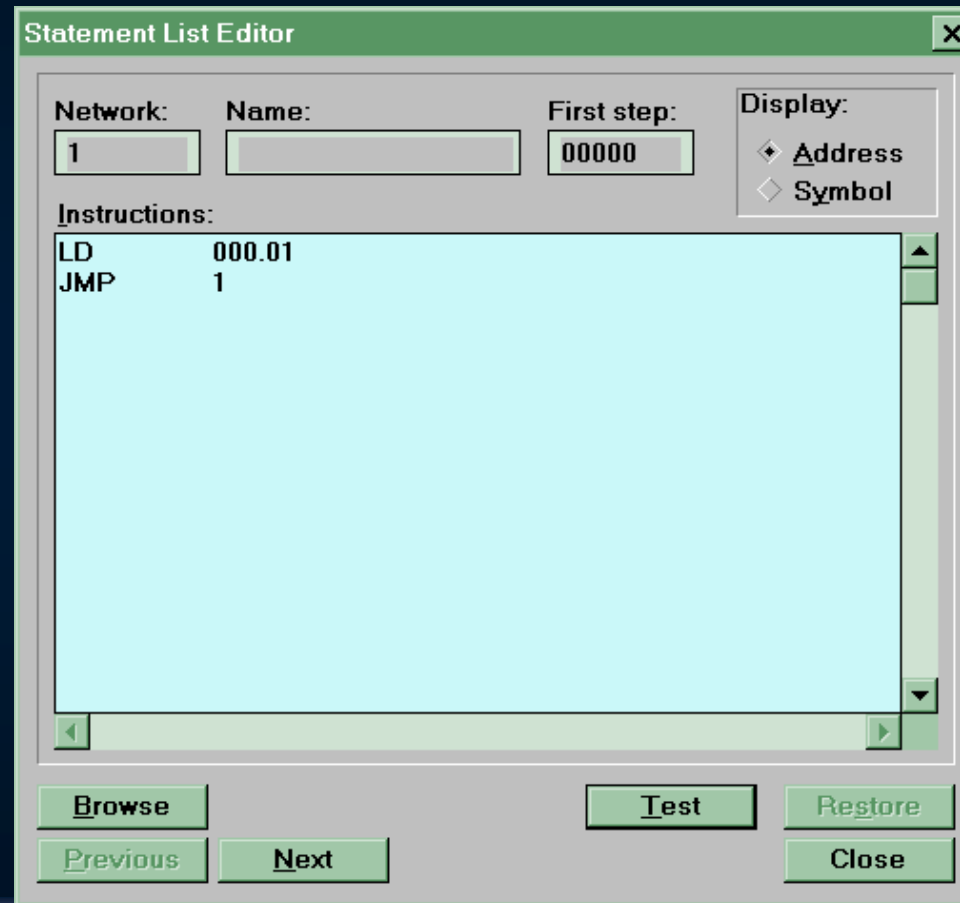 Statement List Editor
Network: Name: First step: Display:
1 00000 Address
Symbol
Instructions:
LD 000.01
JMP 1
Browse Test Restore
Previous Next Close